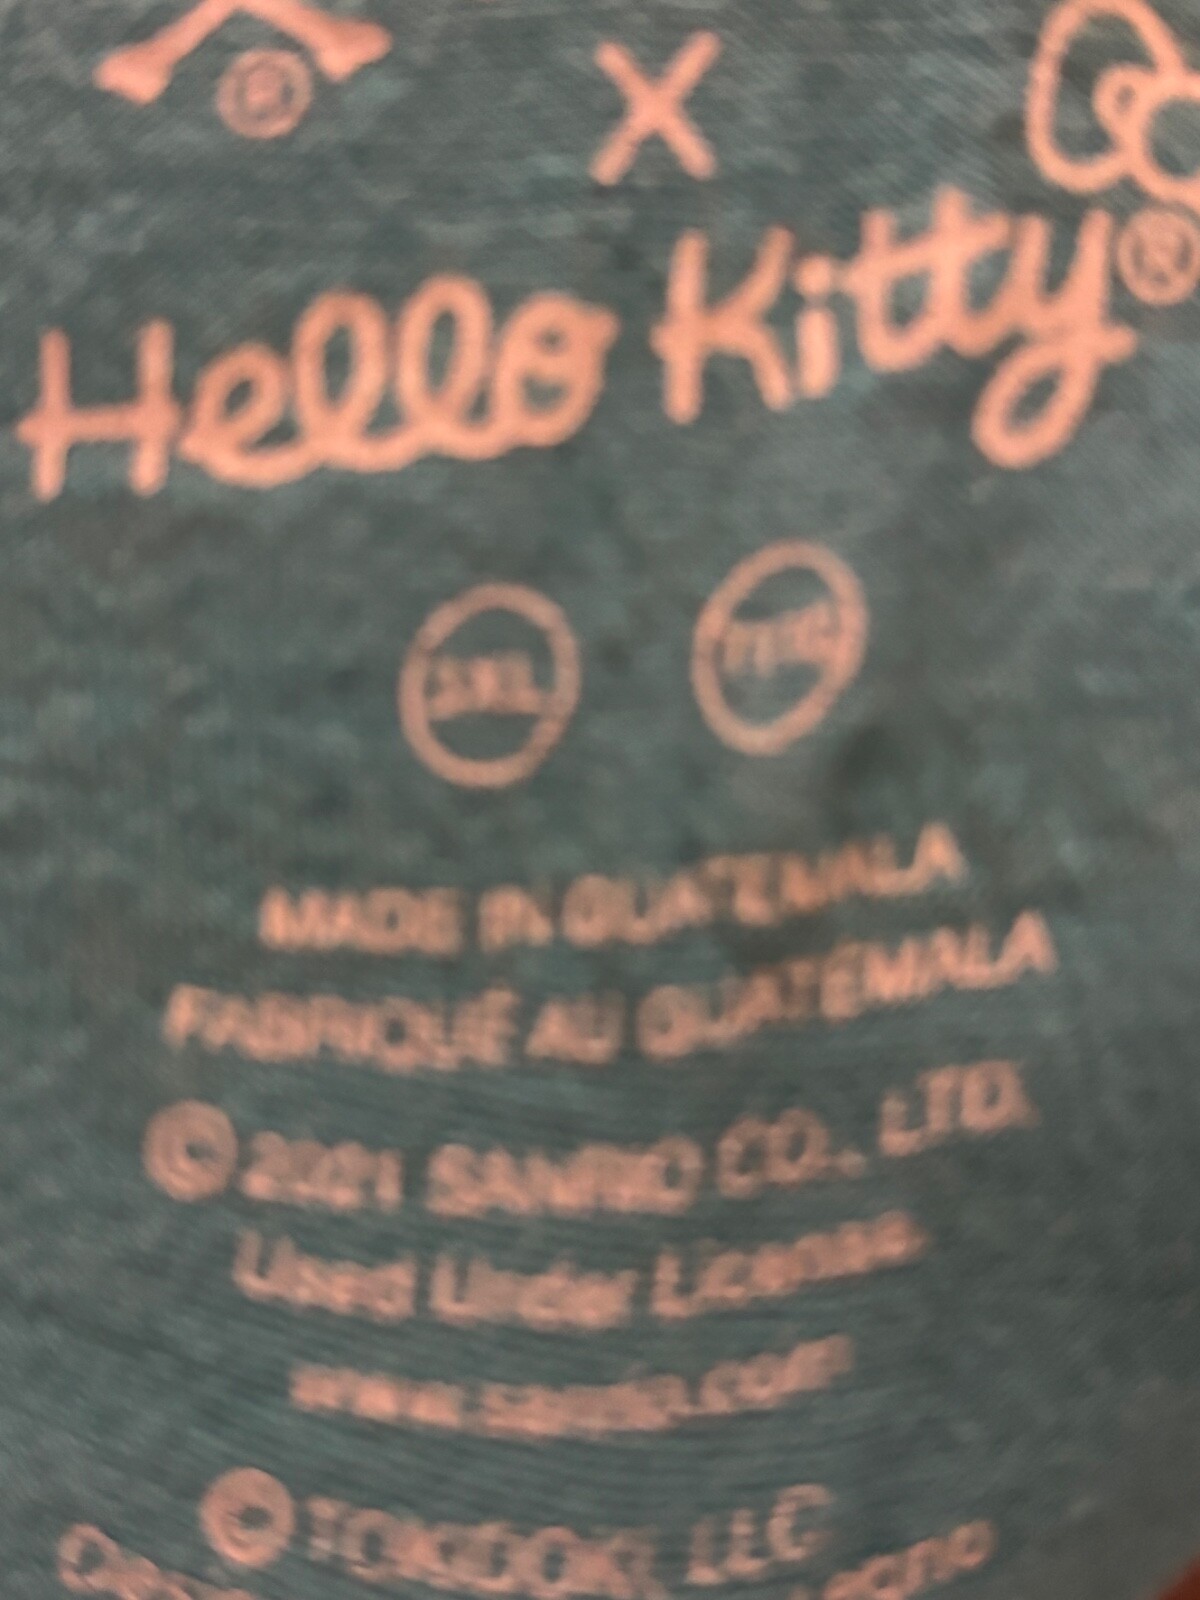 ®
X
Hello Kitty®
MADE IN GUATEMALA
FABRIQUÉ AU GUATEMALA
© 2021 SANRIO CO., LTD.
Used Under License
www.sanrio.com
© TOKIDOKI, LLC